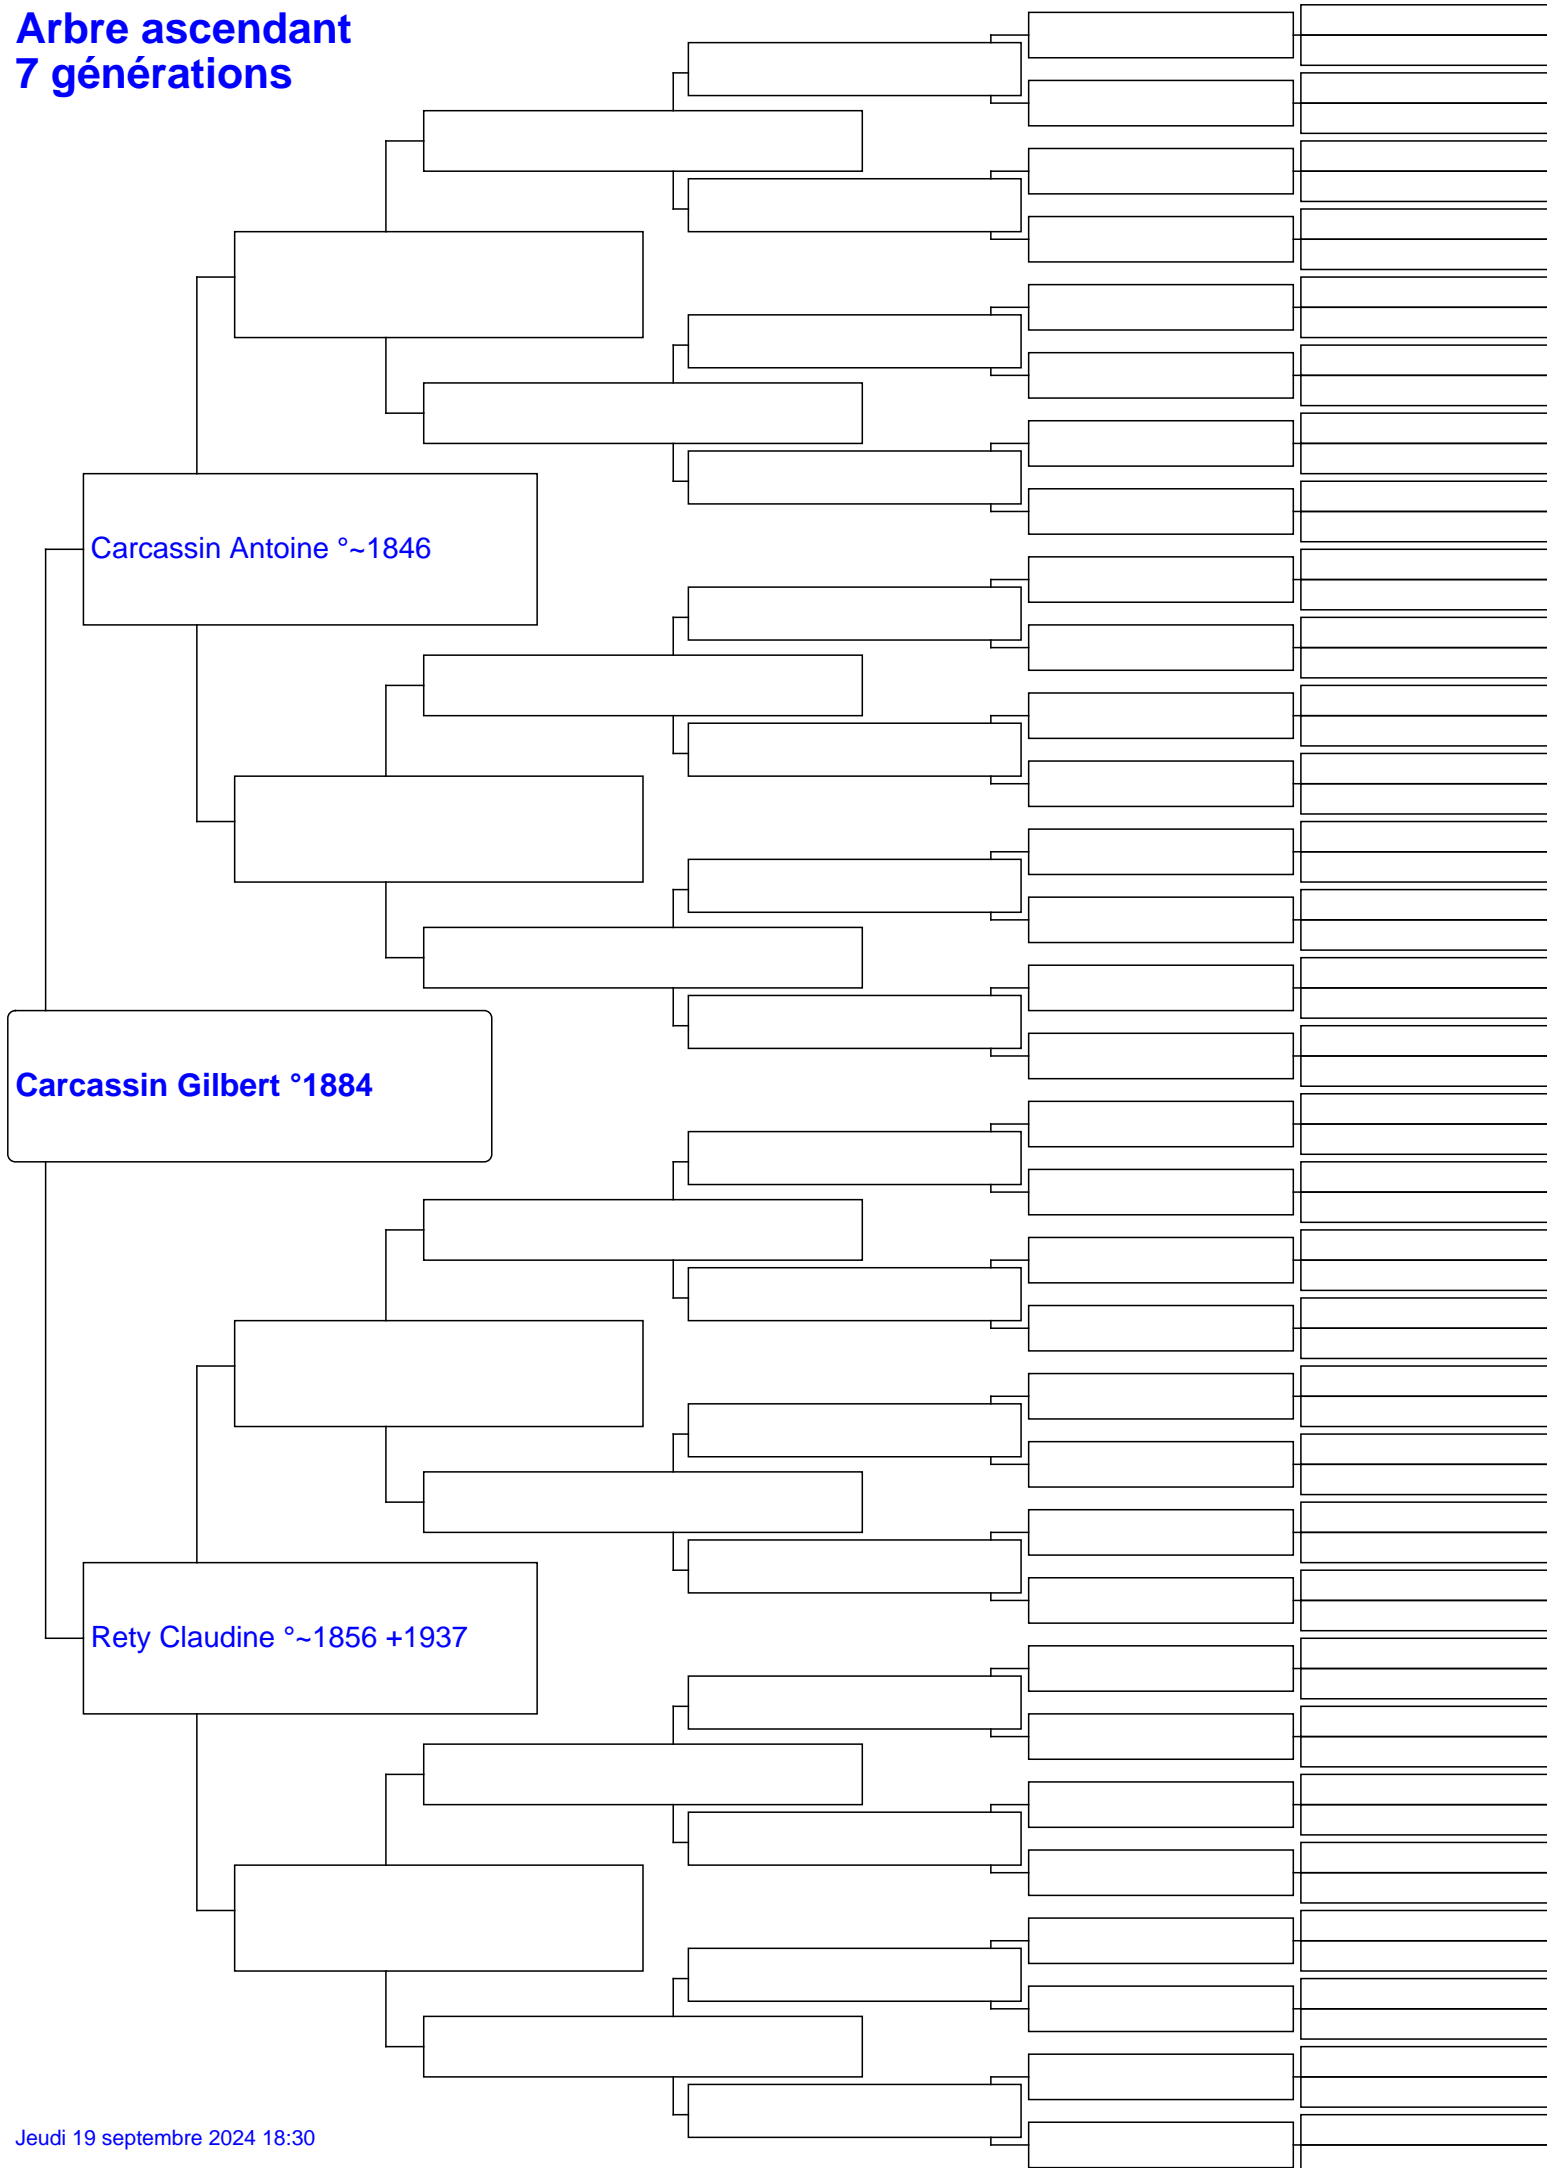 Arbre ascendant
7 générations
Carcassin Antoine °~1846
Carcassin Gilbert °1884
Rety Claudine °~1856 +1937
Jeudi 19 septembre 2024 18:30